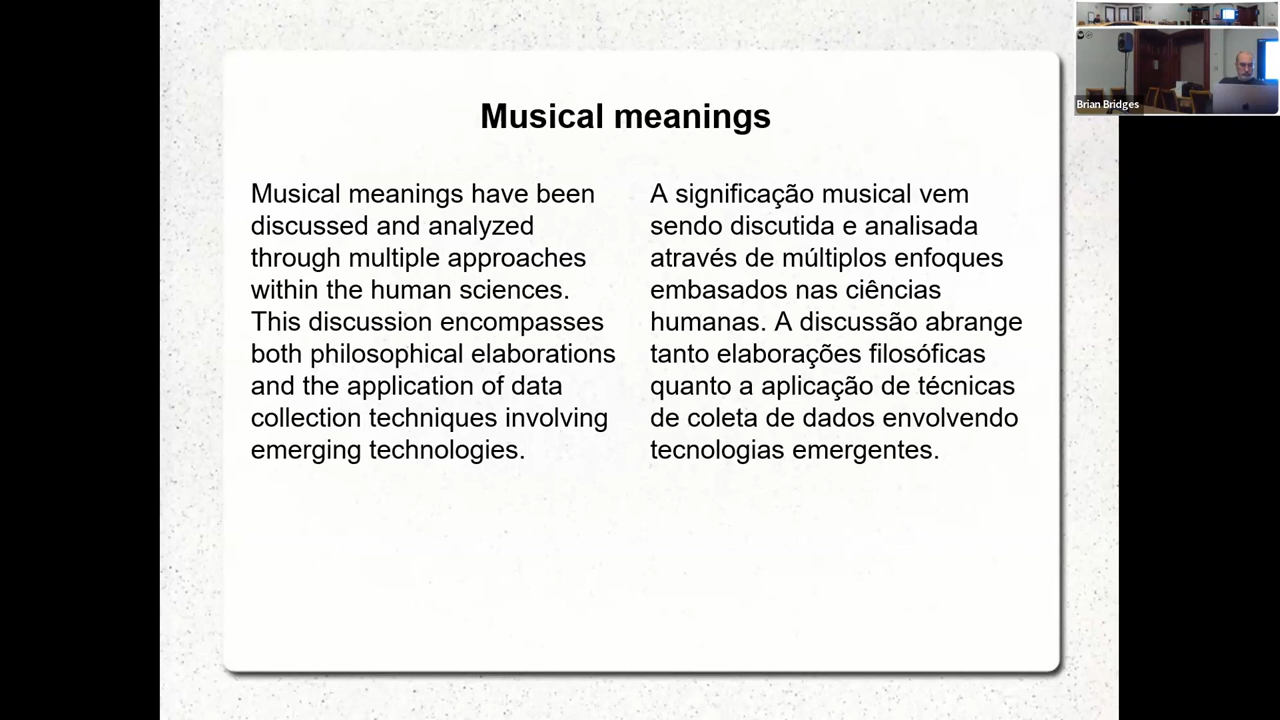 Musical meanings
Musical meanings have been
discussed and analyzed
through multiple approaches
within the human sciences.
This discussion encompasses
both philosophical elaborations
and the application of data
collection techniques involving
emerging technologies.
A significação musical vem
sendo discutida e analisada
através de múltiplos enfoques
embasados nas ciências
humanas. A discussão abrange
tanto elaborações filosóficas
quanto a aplicação de técnicas
de coleta de dados envolvendo
tecnologias emergentes.
Brian Bridges